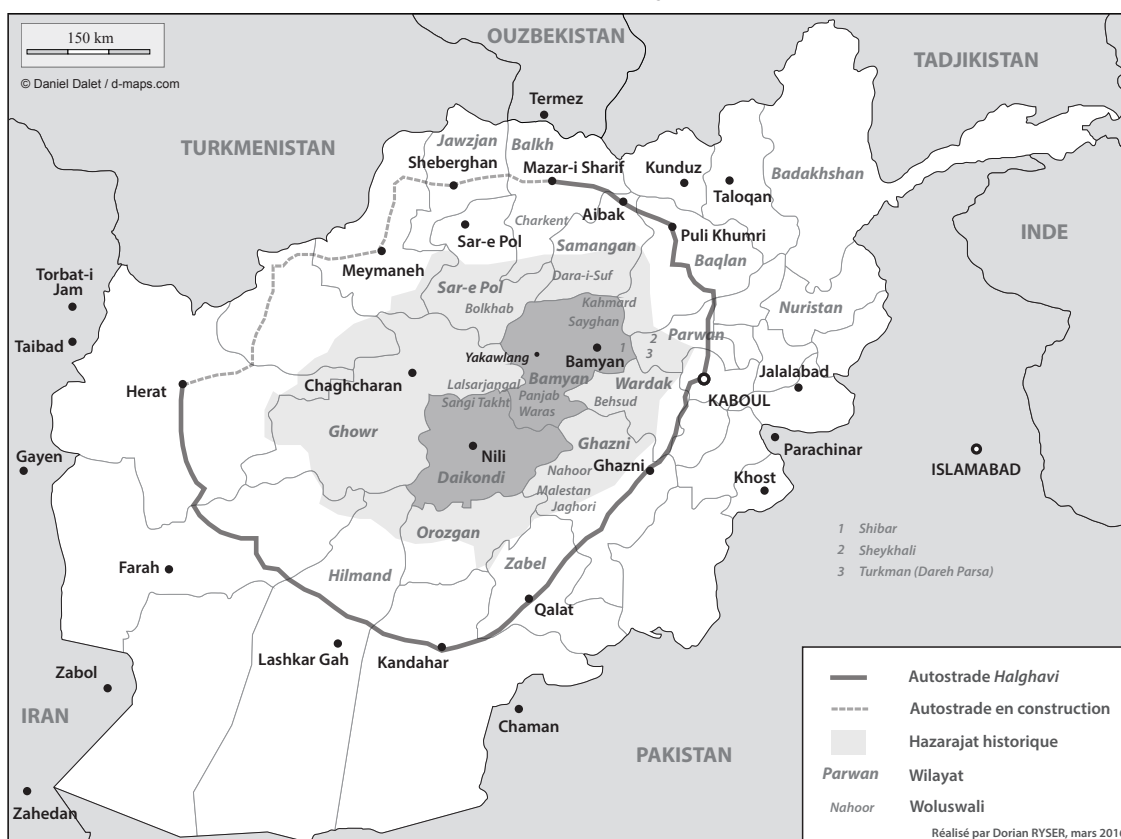 150 km
© Daniel Dalet / d-maps.com
OUZBEKISTAN
TADJIKISTAN
TURKMENISTAN
Termez
Jawzjan
Balkh
Sheberghan
Mazar-i Sharif
Kunduz
Badakhshan
Taloqan
Aibak
Charkent
Sar-e Pol
Puli Khumri
INDE
Samangan
Baqlan
Meymaneh
Torbat-i
Jam
Dara-i-Suf
Sar-e Pol
Bolkhab
Kahmard
Nuristan
Sayghan
Parwan
2
3
1
Taibad
Yakawlang
Bamyan
Jalalabad
Herat
Chaghcharan
Lalsarjangal
Bamyan
Wardak
KABOUL
Sangi Takht
Panjab
Waras
Behsud
Ghowr
Ghazni
Parachinar
Nili
Gayen
Nahoor
Ghazni
ISLAMABAD
Daikondi
Khost
Malestan
Jaghori
Orozgan
1 Shibar
2 Sheykhali
3 Turkman (Dareh Parsa)
Farah
Hilmand
Zabel
Qalat
Lashkar Gah
Kandahar
Zabol
Chaman
IRAN
PAKISTAN
Zahedan
Autostrade Halghavi
Autostrade en construction
Hazarajat historique
Parwan Wilayat
Nahoor Woluswali
Réalisé par Dorian RYSER, mars 2016